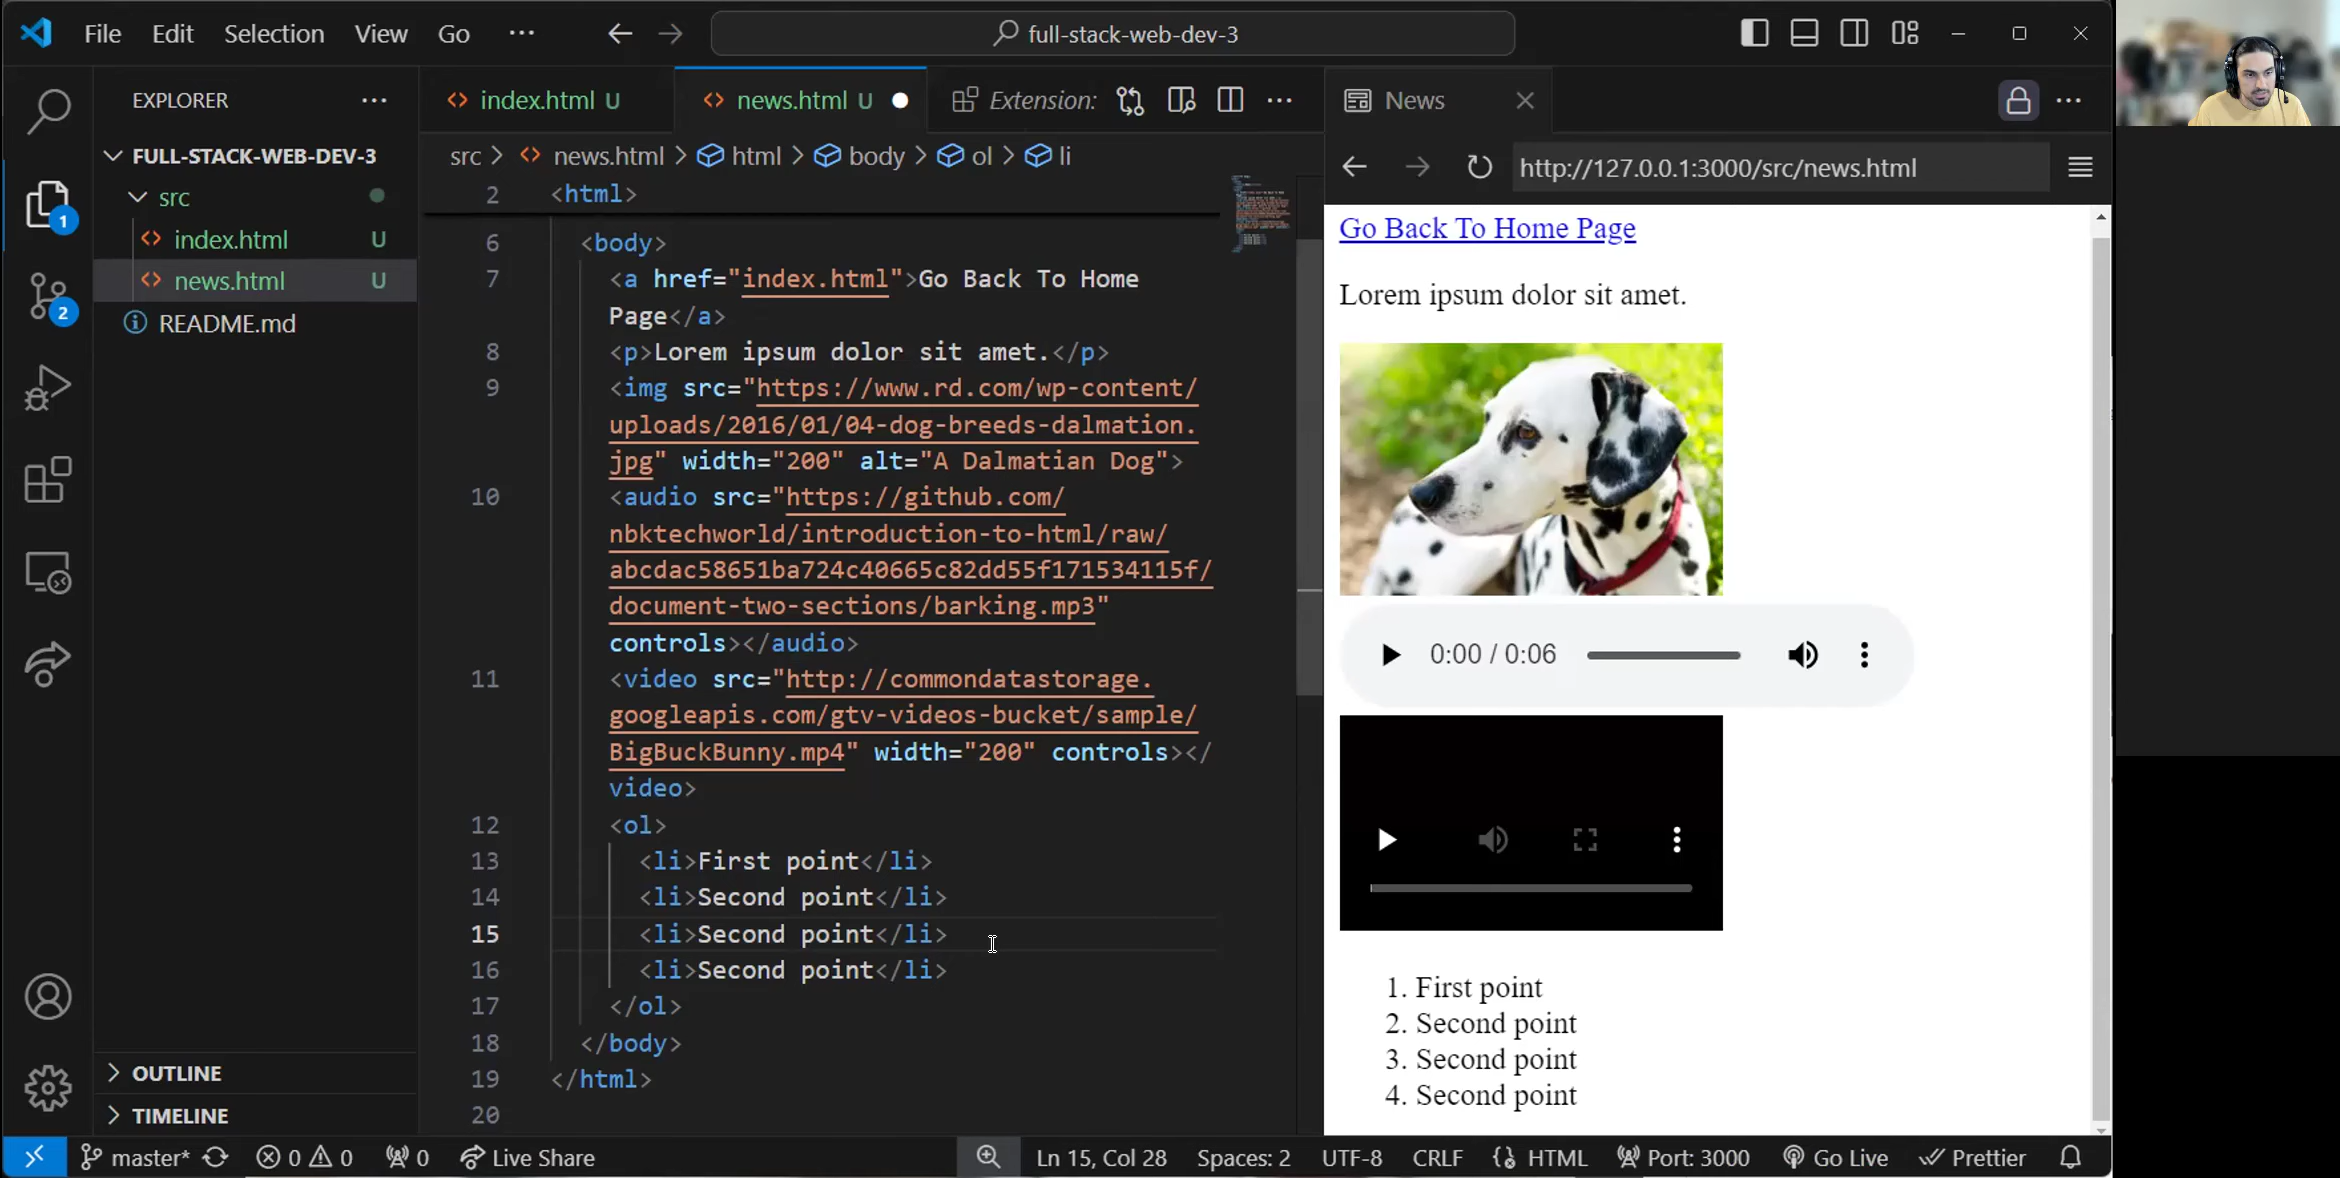 File Edit Selection View Go ··· full-stack-web-dev-3
EXPLORER ···
FULL-STACK-WEB-DEV-3
src
index.html U
news.html U
README.md
OUTLINE
TIMELINE
1
2
index.html U news.html U Extension: ···
src > news.html > html > body > ol > li
2 <html>
6 <body>
7 <a href="index.html">Go Back To Home
Page</a>
8 <p>Lorem ipsum dolor sit amet.</p>
9 <img src="https://www.rd.com/wp-content/
uploads/2016/01/04-dog-breeds-dalmation.
jpg" width="200" alt="A Dalmatian Dog">
10 <audio src="https://github.com/
nbktechworld/introduction-to-html/raw/
abcdac58651ba724c40665c82dd55f171534115f/
document-two-sections/barking.mp3"
controls></audio>
11 <video src="http://commondatastorage.
googleapis.com/gtv-videos-bucket/sample/
BigBuckBunny.mp4" width="200" controls></
video>
12 <ol>
13 <li>First point</li>
14 <li>Second point</li>
15 <li>Second point</li>
16 <li>Second point</li>
17 </ol>
18 </body>
19 </html>
20
News
http://127.0.0.1:3000/src/news.html
Go Back To Home Page
Lorem ipsum dolor sit amet.
0:00 / 0:06
1. First point
2. Second point
3. Second point
4. Second point
master* 0 0 0 Live Share Ln 15, Col 28 Spaces: 2 UTF-8 CRLF HTML Port: 3000 Go Live Prettier